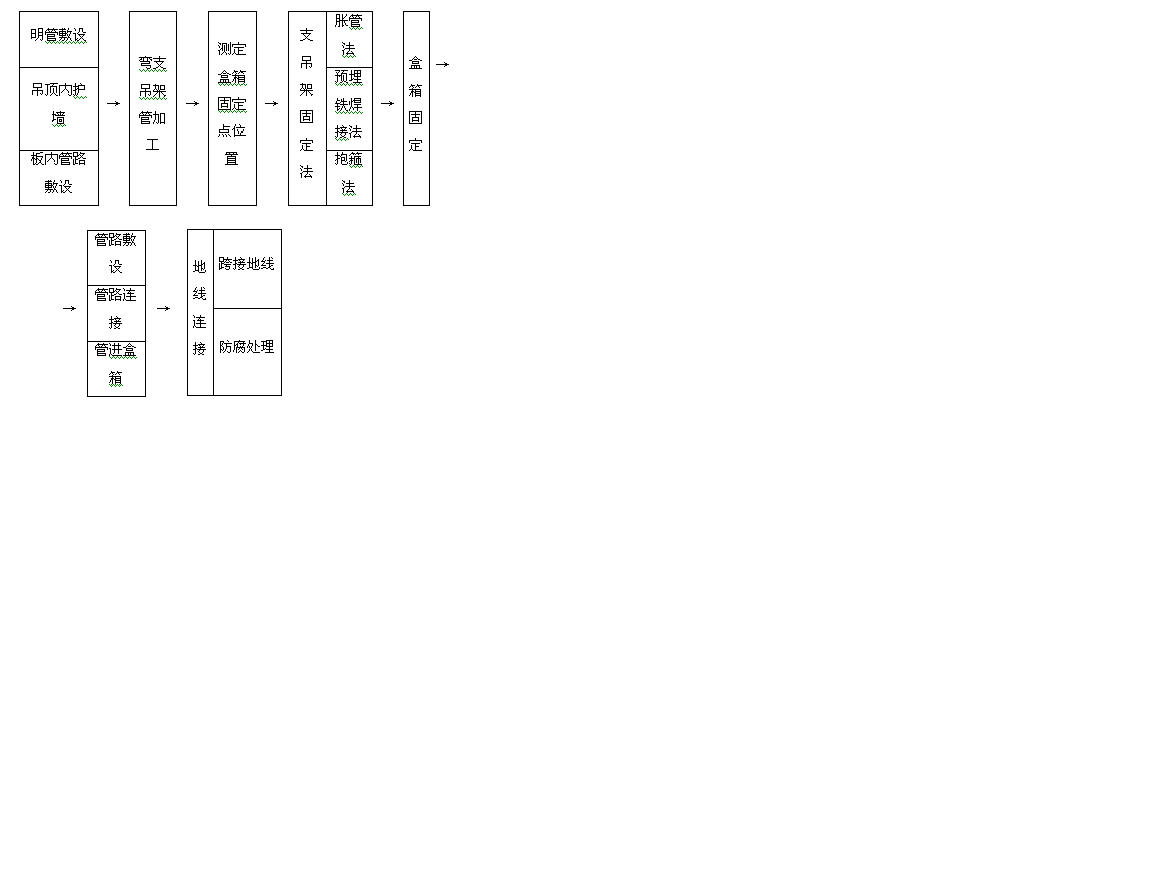 明管敷设
吊顶内护
墙
板内管路
敷设
→
弯支
吊架
管加
工
→
测定
盒箱
固定
点位
置
→
支
吊
架
固
定
法
胀管
法
预埋
铁焊
接法
抱箍
法
→
盒
箱
固
定
→
→
管路敷
设
管路连
接
管进盒
箱
→
地
线
连
接
跨接地线
防腐处理